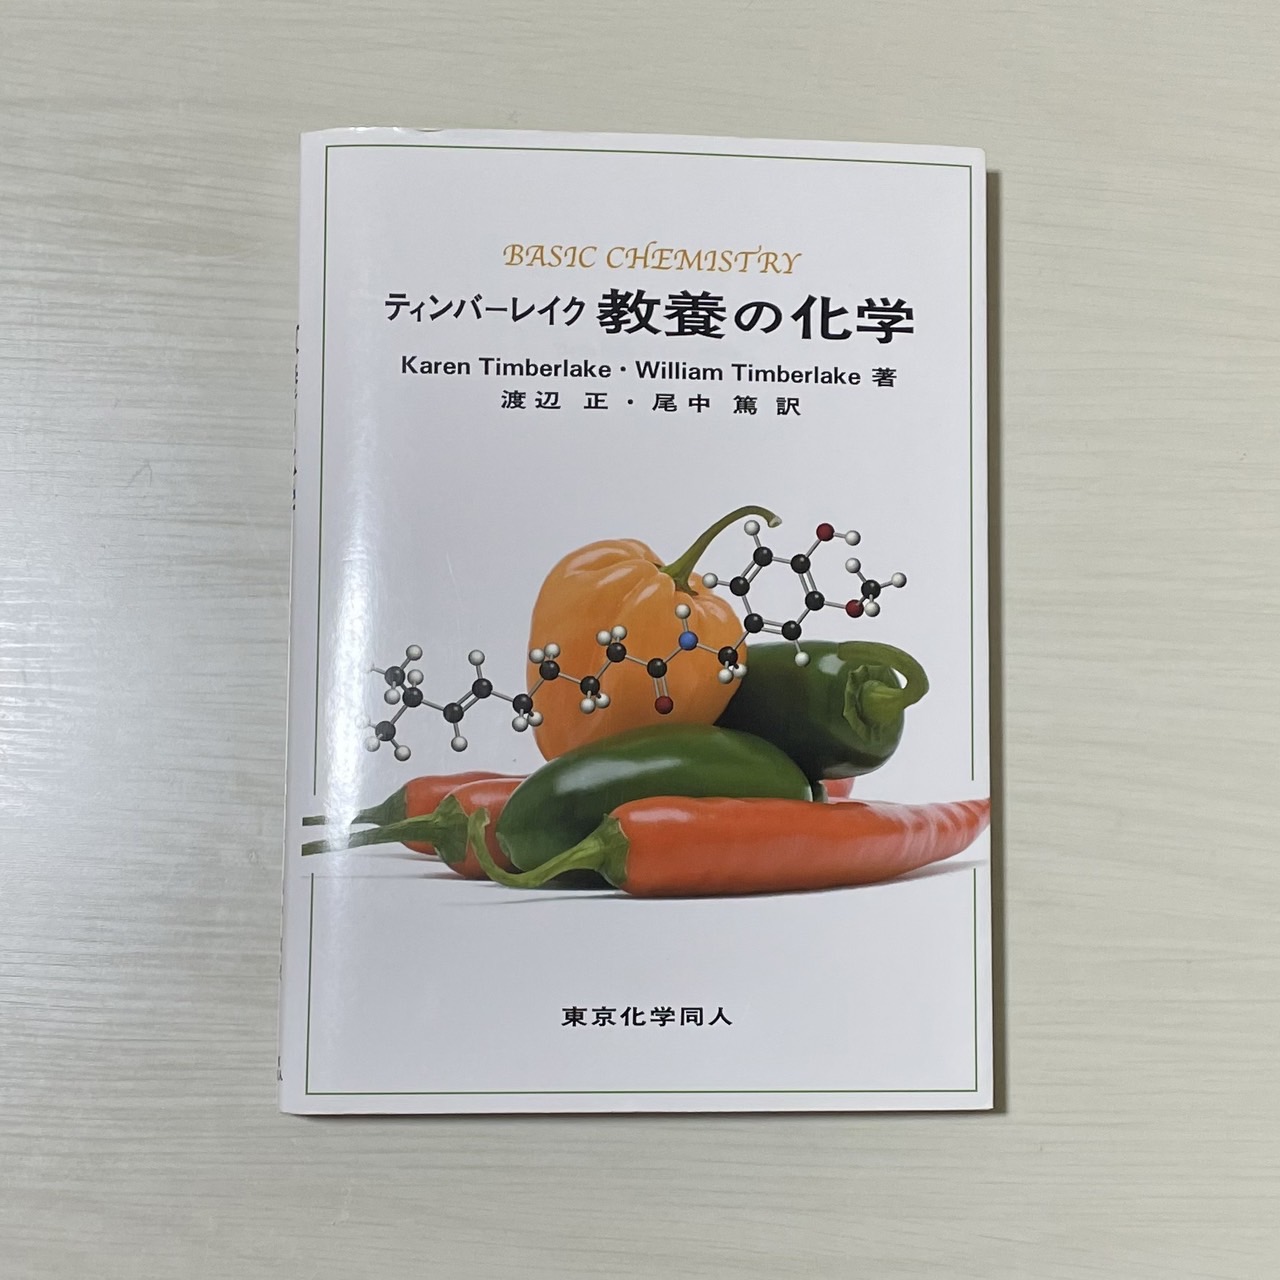 BASIC CHEMISTRY
ティンバーレイク 教養の化学
Karen Timberlake・William Timberlake 著
渡辺 正・尾中 篤 訳
東京化学同人